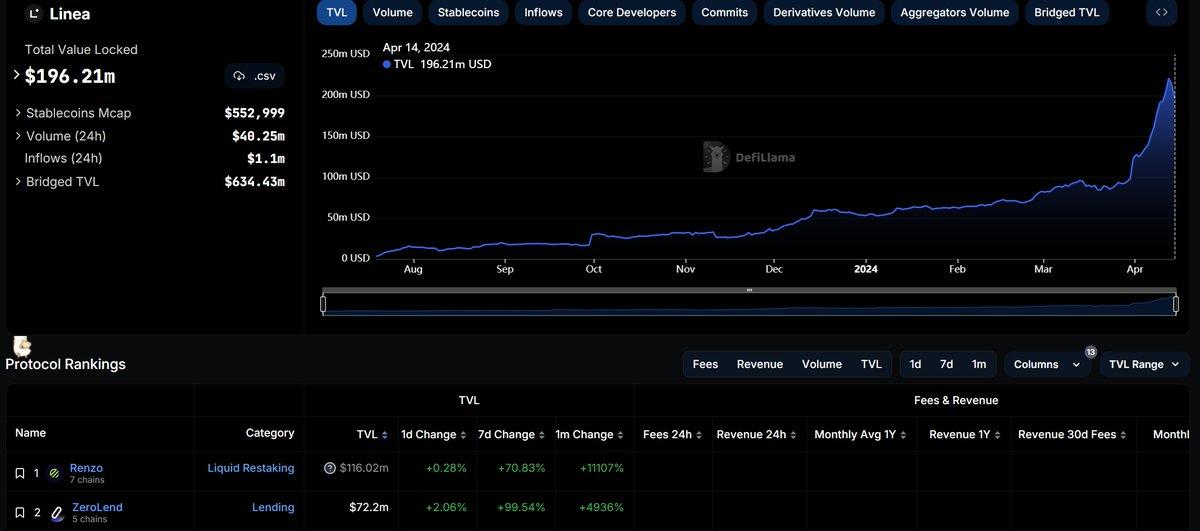 Linea
Total Value Locked
$196.21m
.csv
Stablecoins Mcap $552,999
Volume (24h) $40.25m
Inflows (24h) $1.1m
Bridged TVL $634.43m
TVL Volume Stablecoins Inflows Core Developers Commits Derivatives Volume Aggregators Volume Bridged TVL
Apr 14, 2024
TVL 196.21m USD
250m USD
200m USD
150m USD
100m USD
50m USD
0 USD
DefiLlama
Aug Sep Oct Nov Dec 2024 Feb Mar Apr
Protocol Rankings
Fees Revenue Volume TVL 1d 7d 1m Columns 13 TVL Range
TVL Fees & Revenue
Name Category TVL 1d Change 7d Change 1m Change Fees 24h Revenue 24h Monthly Avg 1Y Revenue 1Y Revenue 30d Fees Monthl
1 Renzo Liquid Restaking $116.02m +0.28% +70.83% +11107%
7 chains
2 ZeroLend Lending $72.2m +2.06% +99.54% +4936%
5 chains